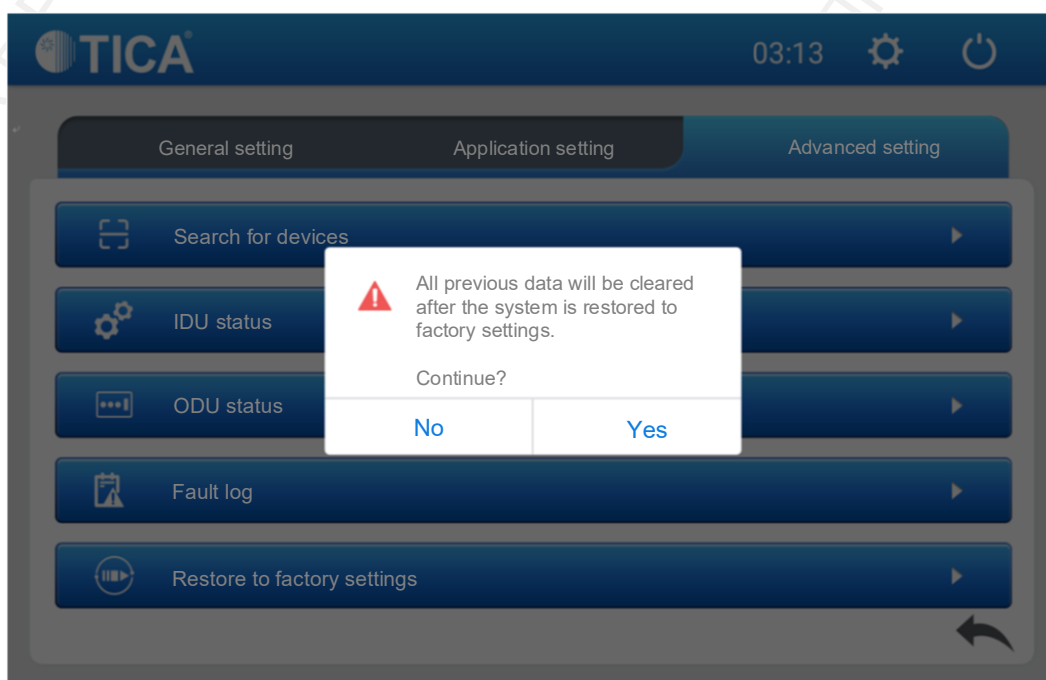 TICA
03:13
General setting
Application setting
Advanced setting
Search for devices
IDU status
ODU status
Fault log
Restore to factory settings
All previous data will be cleared
after the system is restored to
factory settings.
Continue?
No
Yes